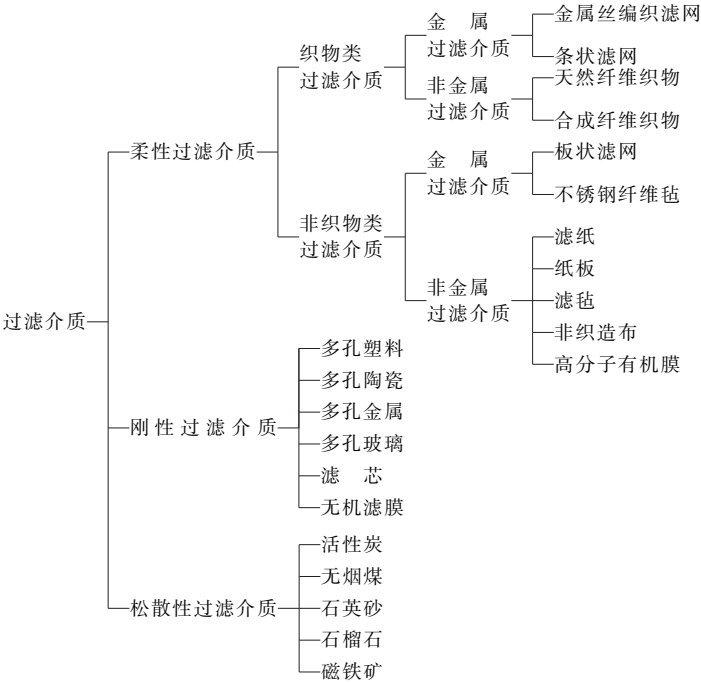 过滤介质
柔性过滤介质
织物类
过滤介质
金 属
过滤介质
金属丝编织滤网
条状滤网
非金属
过滤介质
天然纤维织物
合成纤维织物
非织物类
过滤介质
金 属
过滤介质
板状滤网
不锈钢纤维毡
非金属
过滤介质
滤纸
纸板
滤毡
非织造布
高分子有机膜
刚性过滤介质
多孔塑料
多孔陶瓷
多孔金属
多孔玻璃
滤 芯
无机滤膜
松散性过滤介质
活性炭
无烟煤
石英砂
石榴石
磁铁矿